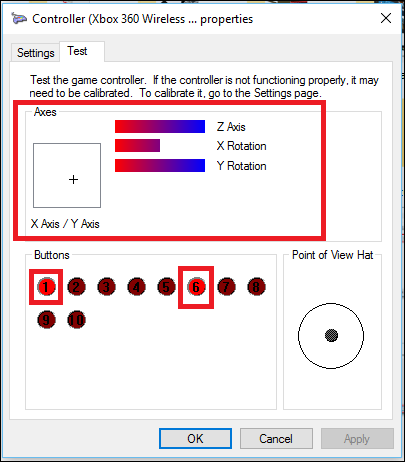 Controller (Xbox 360 Wireless ... properties
Settings
Test
Test the game controller.  If the controller is not functioning properly, it may
need to be calibrated.  To calibrate it, go to the Settings page.
Axes
Z Axis
X Rotation
Y Rotation
X Axis / Y Axis
Buttons
Point of View Hat
1 2 3 4 5 6 7 8
9 10
OK Cancel Apply